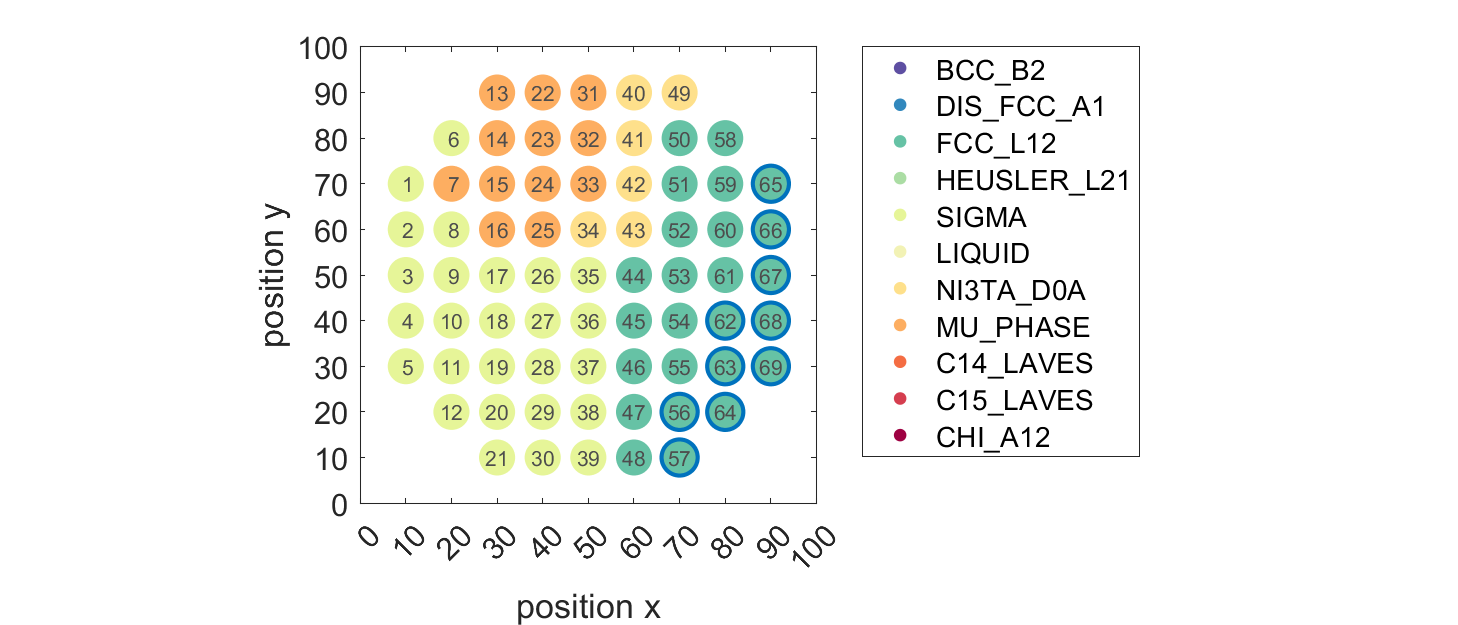 100
90 13 22 31 40 49
80 6 14 23 32 41 50 58
70 1 7 15 24 33 42 51 59 65
60 2 8 16 25 34 43 52 60 66
50 3 9 17 26 35 44 53 61 67
40 4 10 18 27 36 45 54 62 68
30 5 11 19 28 37 46 55 63 69
20 12 20 29 38 47 56 64
10 21 30 39 48 57
0
0 10 20 30 40 50 60 70 80 90 100
position x
position y
BCC_B2
DIS_FCC_A1
FCC_L12
HEUSLER_L21
SIGMA
LIQUID
NI3TA_D0A
MU_PHASE
C14_LAVES
C15_LAVES
CHI_A12